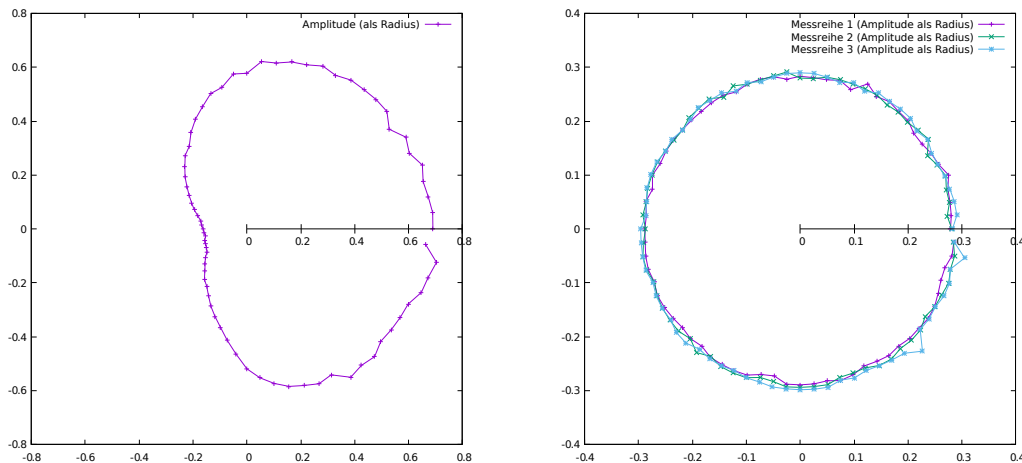 Amplitude (als Radius)
0.8
0.6
0.4
0.2
0
-0.2
-0.4
-0.6
-0.8
0 0.2 0.4 0.6 0.8
-0.8 -0.6 -0.4 -0.2 0 0.2 0.4 0.6 0.8
Messreihe 1 (Amplitude als Radius)
Messreihe 2 (Amplitude als Radius)
Messreihe 3 (Amplitude als Radius)
0.4
0.3
0.2
0.1
0
-0.1
-0.2
-0.3
-0.4
0 0.1 0.2 0.3 0.4
-0.4 -0.3 -0.2 -0.1 0 0.1 0.2 0.3 0.4